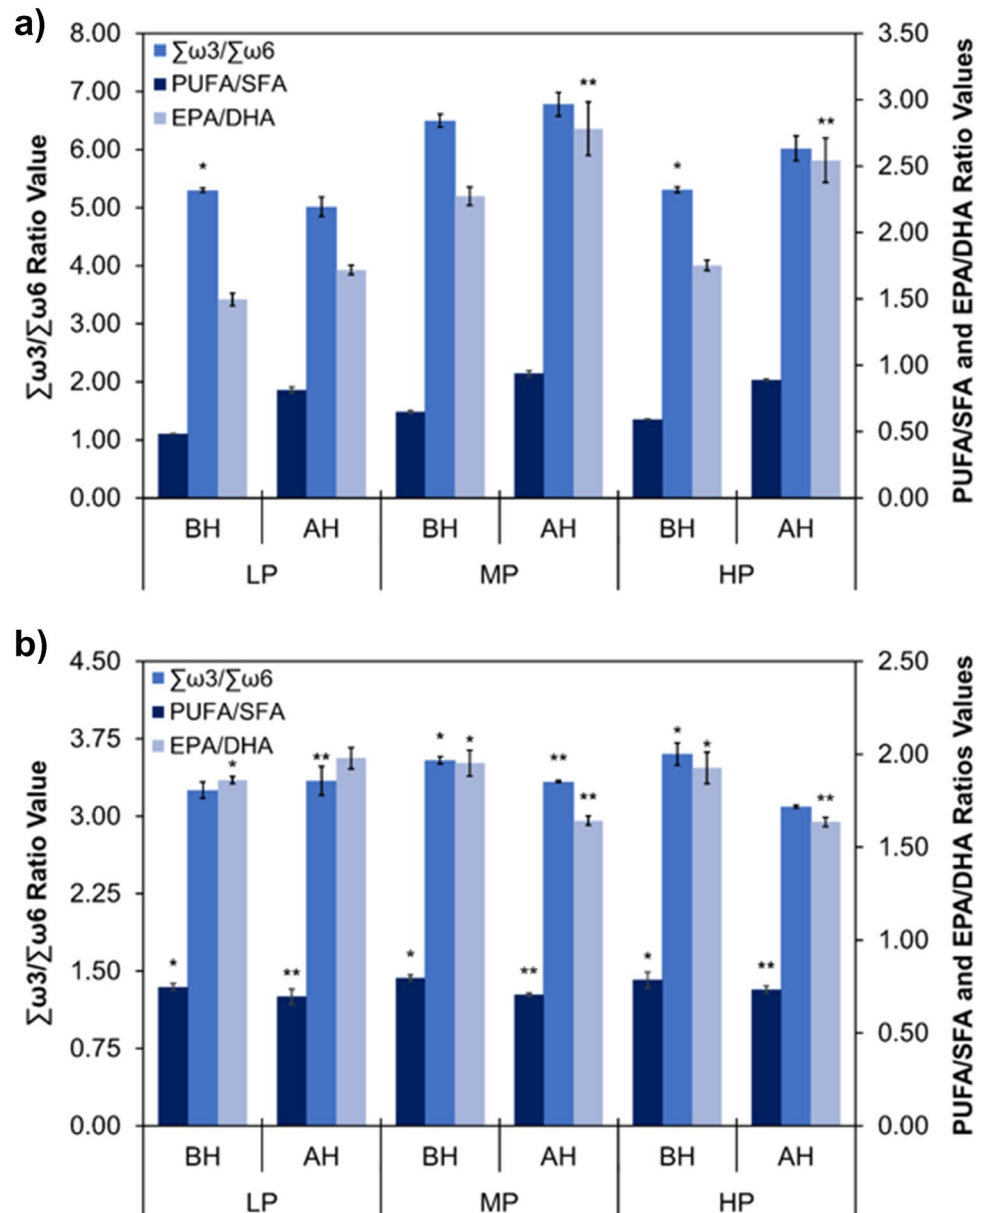 a)
∑ω3/∑ω6 Ratio Value
8.00
7.00
6.00
5.00
4.00
3.00
2.00
1.00
0.00
∑ω3/∑ω6
PUFA/SFA
EPA/DHA
*
**
*
**
3.50
3.00
2.50
2.00
1.50
1.00
0.50
0.00
PUFA/SFA and EPA/DHA Ratio Values
BH AH BH AH BH AH
LP MP HP
b)
∑ω3/∑ω6 Ratio Value
4.50
3.75
3.00
2.25
1.50
0.75
0.00
∑ω3/∑ω6
PUFA/SFA
EPA/DHA
* * ** ** * * * ** ** ** * * * ** **
2.50
2.00
1.50
1.00
0.50
0.00
PUFA/SFA and EPA/DHA Ratios Values
BH AH BH AH BH AH
LP MP HP